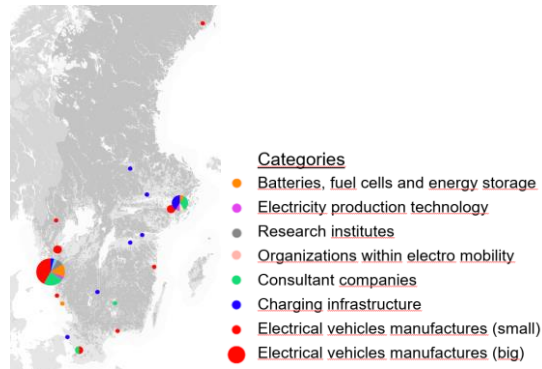 Categories
Batteries, fuel cells and energy storage
Electricity production technology
Research institutes
Organizations within electro mobility
Consultant companies
Charging infrastructure
Electrical vehicles manufactures (small)
Electrical vehicles manufactures (big)